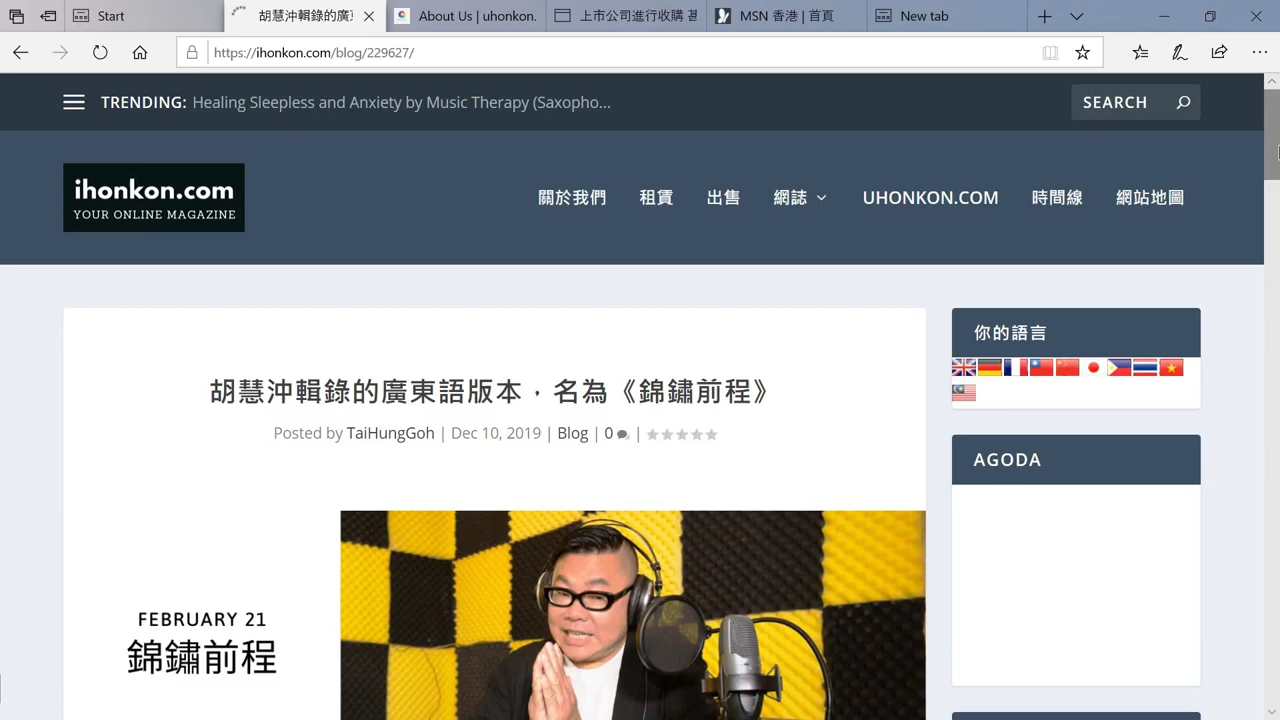 Start
胡慧沖輯錄的廣東
About Us | uhonkon.
上市公司進行收購
MSN 香港 | 首頁
New tab
https://ihonkon.com/blog/229627/
TRENDING: Healing Sleepless and Anxiety by Music Therapy (Saxopho...
SEARCH
ihonkon.com
YOUR ONLINE MAGAZINE
關於我們
租賃
出售
網誌
UHONKON.COM
時間線
網站地圖
胡慧沖輯錄的廣東語版本，名為《錦鏽前程》
Posted by TaiHungGoh | Dec 10, 2019 | Blog | 0 |
你的語言
AGODA
FEBRUARY 21
錦鏽前程